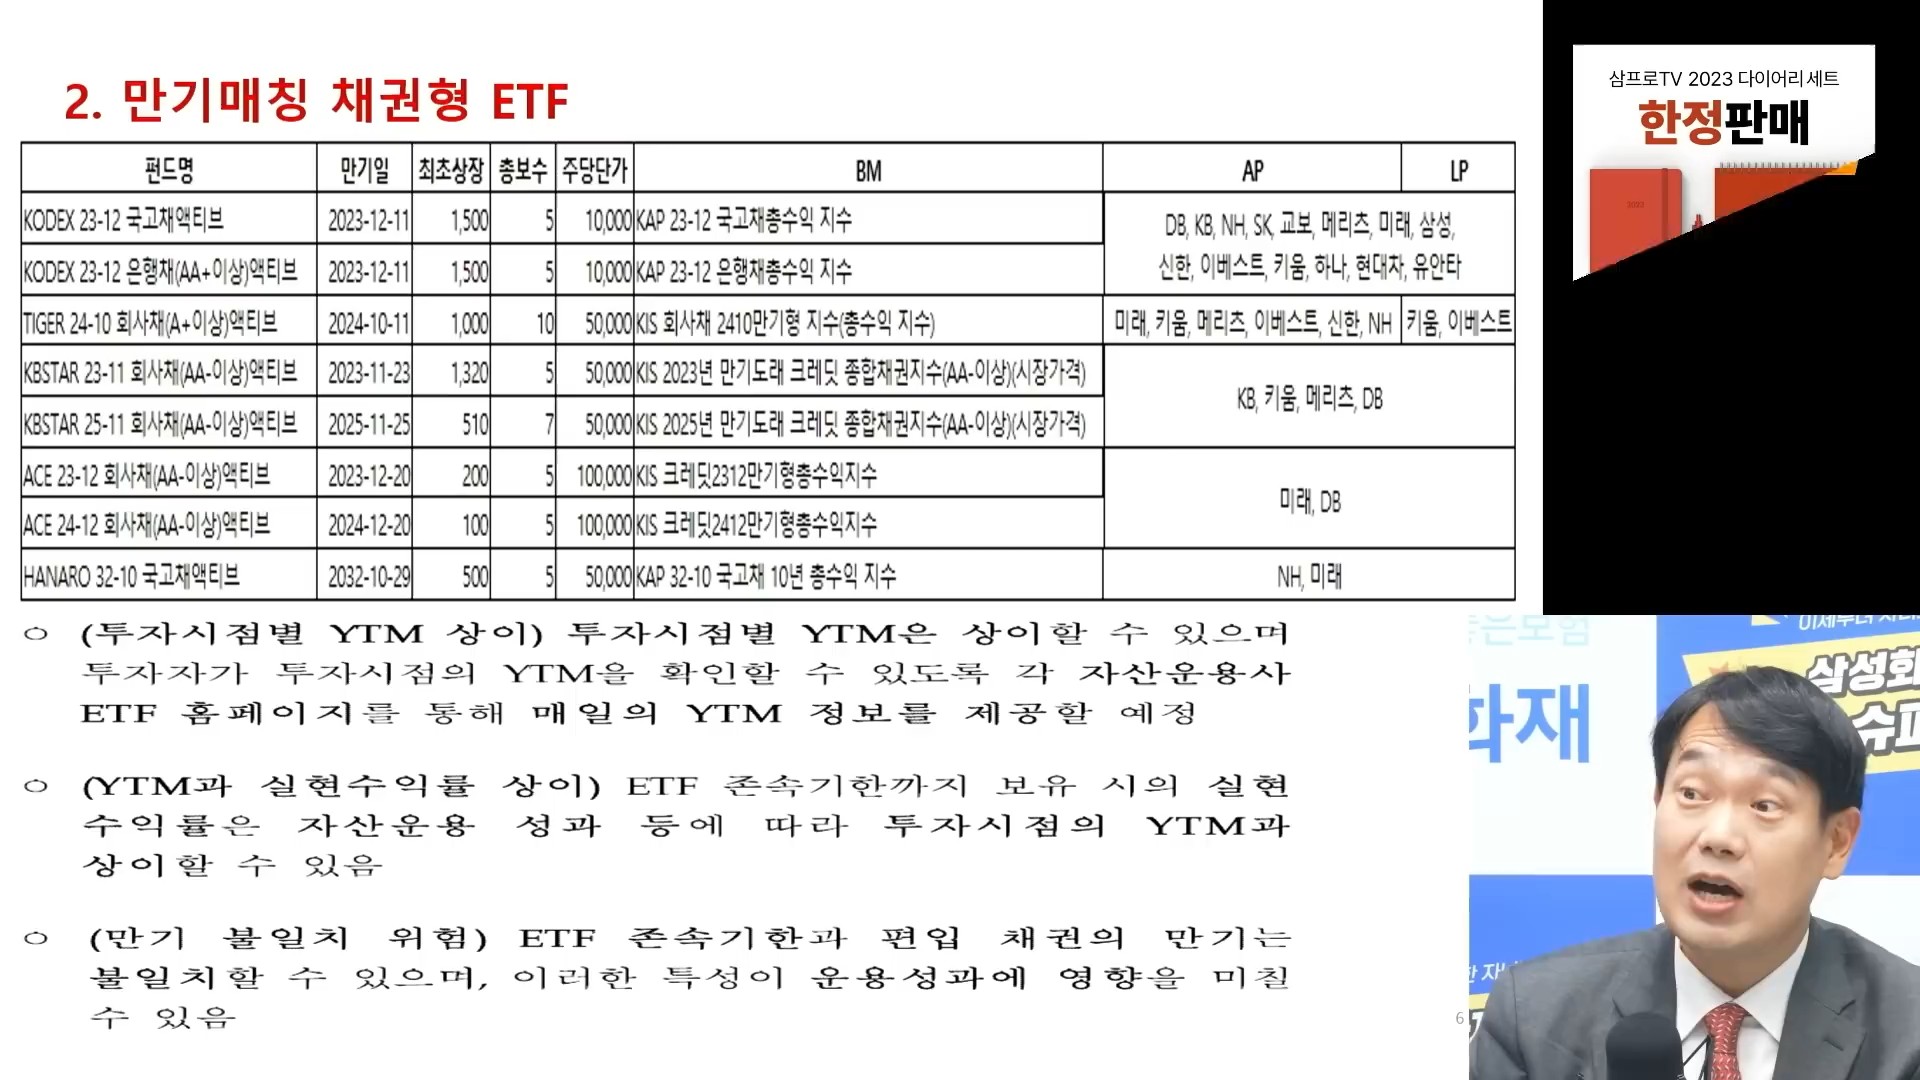 2. 만기매칭 채권형 ETF
펀드명 만기일 최초상장 총보수 주당단가 BM AP LP
KODEX 23-12 국고채액티브 2023-12-11 1,500 5 10,000 KAP 23-12 국고채총수익 지수
KODEX 23-12 은행채(AA+이상)액티브 2023-12-11 1,500 5 10,000 KAP 23-12 은행채총수익 지수
DB, KB, NH, SK, 교보, 메리츠, 미래, 삼성,
신한, 이베스트, 키움, 하나, 현대차, 유안타
TIGER 24-10 회사채(A+이상)액티브 2024-10-11 1,000 10 50,000 KIS 회사채 2410만기형 지수(총수익 지수) 미래, 키움, 메리츠, 이베스트, 신한, NH 키움, 이베스트
KBSTAR 23-11 회사채(AA-이상)액티브 2023-11-23 1,320 5 50,000 KIS 2023년 만기도래 크레딧 종합채권지수(AA-이상)(시장가격)
KBSTAR 25-11 회사채(AA-이상)액티브 2025-11-25 510 7 50,000 KIS 2025년 만기도래 크레딧 종합채권지수(AA-이상)(시장가격)
KB, 키움, 메리츠, DB
ACE 23-12 회사채(AA-이상)액티브 2023-12-20 200 5 100,000 KIS 크레딧2312만기형총수익지수
ACE 24-12 회사채(AA-이상)액티브 2024-12-20 100 5 100,000 KIS 크레딧2412만기형총수익지수
미래, DB
HANARO 32-10 국고채액티브 2032-10-29 500 5 50,000 KAP 32-10 국고채 10년 총수익 지수 NH, 미래
○ (투자시점별 YTM 상이) 투자시점별 YTM은 상이할 수 있으며
투자자가 투자시점의 YTM을 확인할 수 있도록 각 자산운용사
ETF 홈페이지를 통해 매일의 YTM 정보를 제공할 예정
○ (YTM과 실현수익률 상이) ETF 존속기한까지 보유 시의 실현
수익률은 자산운용 성과 등에 따라 투자시점의 YTM과
상이할 수 있음
○ (만기 불일치 위험) ETF 존속기한과 편입 채권의 만기는
불일치할 수 있으며, 이러한 특성이 운용성과에 영향을 미칠
수 있음
6
삼프로TV 2023 다이어리 세트
한정판매
2023
화재
삼성화
슈퍼